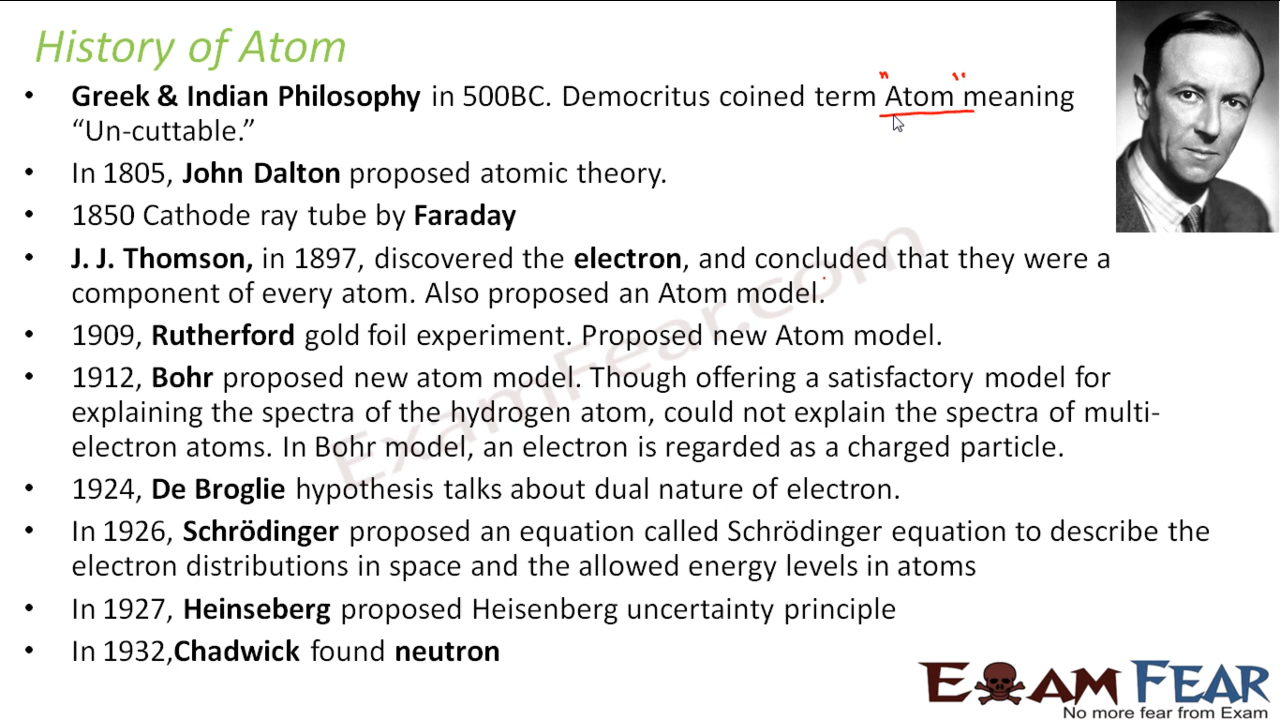 History of Atom
• Greek & Indian Philosophy in 500BC. Democritus coined term "Atom" meaning
“Un-cuttable.”
• In 1805, John Dalton proposed atomic theory.
• 1850 Cathode ray tube by Faraday
• J. J. Thomson, in 1897, discovered the electron, and concluded that they were a
component of every atom. Also proposed an Atom model.
• 1909, Rutherford gold foil experiment. Proposed new Atom model.
• 1912, Bohr proposed new atom model. Though offering a satisfactory model for
explaining the spectra of the hydrogen atom, could not explain the spectra of multi-
electron atoms. In Bohr model, an electron is regarded as a charged particle.
• 1924, De Broglie hypothesis talks about dual nature of electron.
• In 1926, Schrödinger proposed an equation called Schrödinger equation to describe the
electron distributions in space and the allowed energy levels in atoms
• In 1927, Heinseberg proposed Heisenberg uncertainty principle
• In 1932,Chadwick found neutron
ExamFear.com
EXAM FEAR
No more fear from Exam